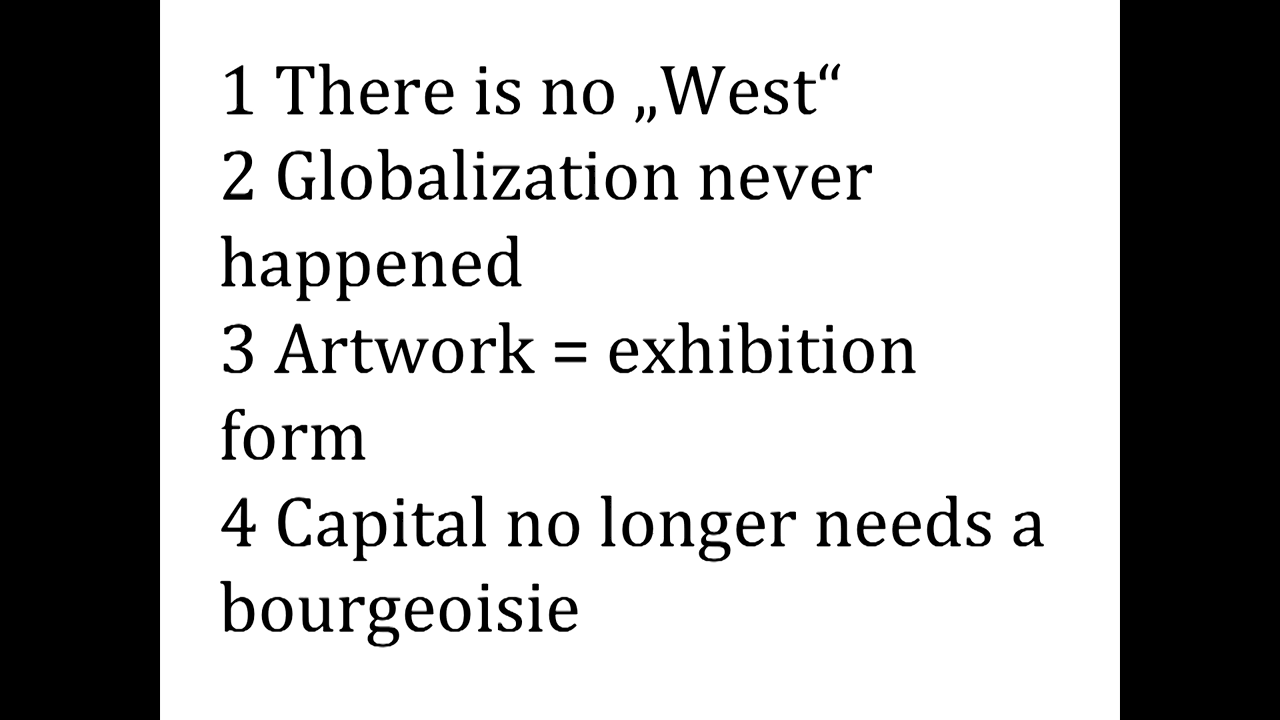 1 There is no „West“
2 Globalization never
happened
3 Artwork = exhibition
form
4 Capital no longer needs a
bourgeoisie